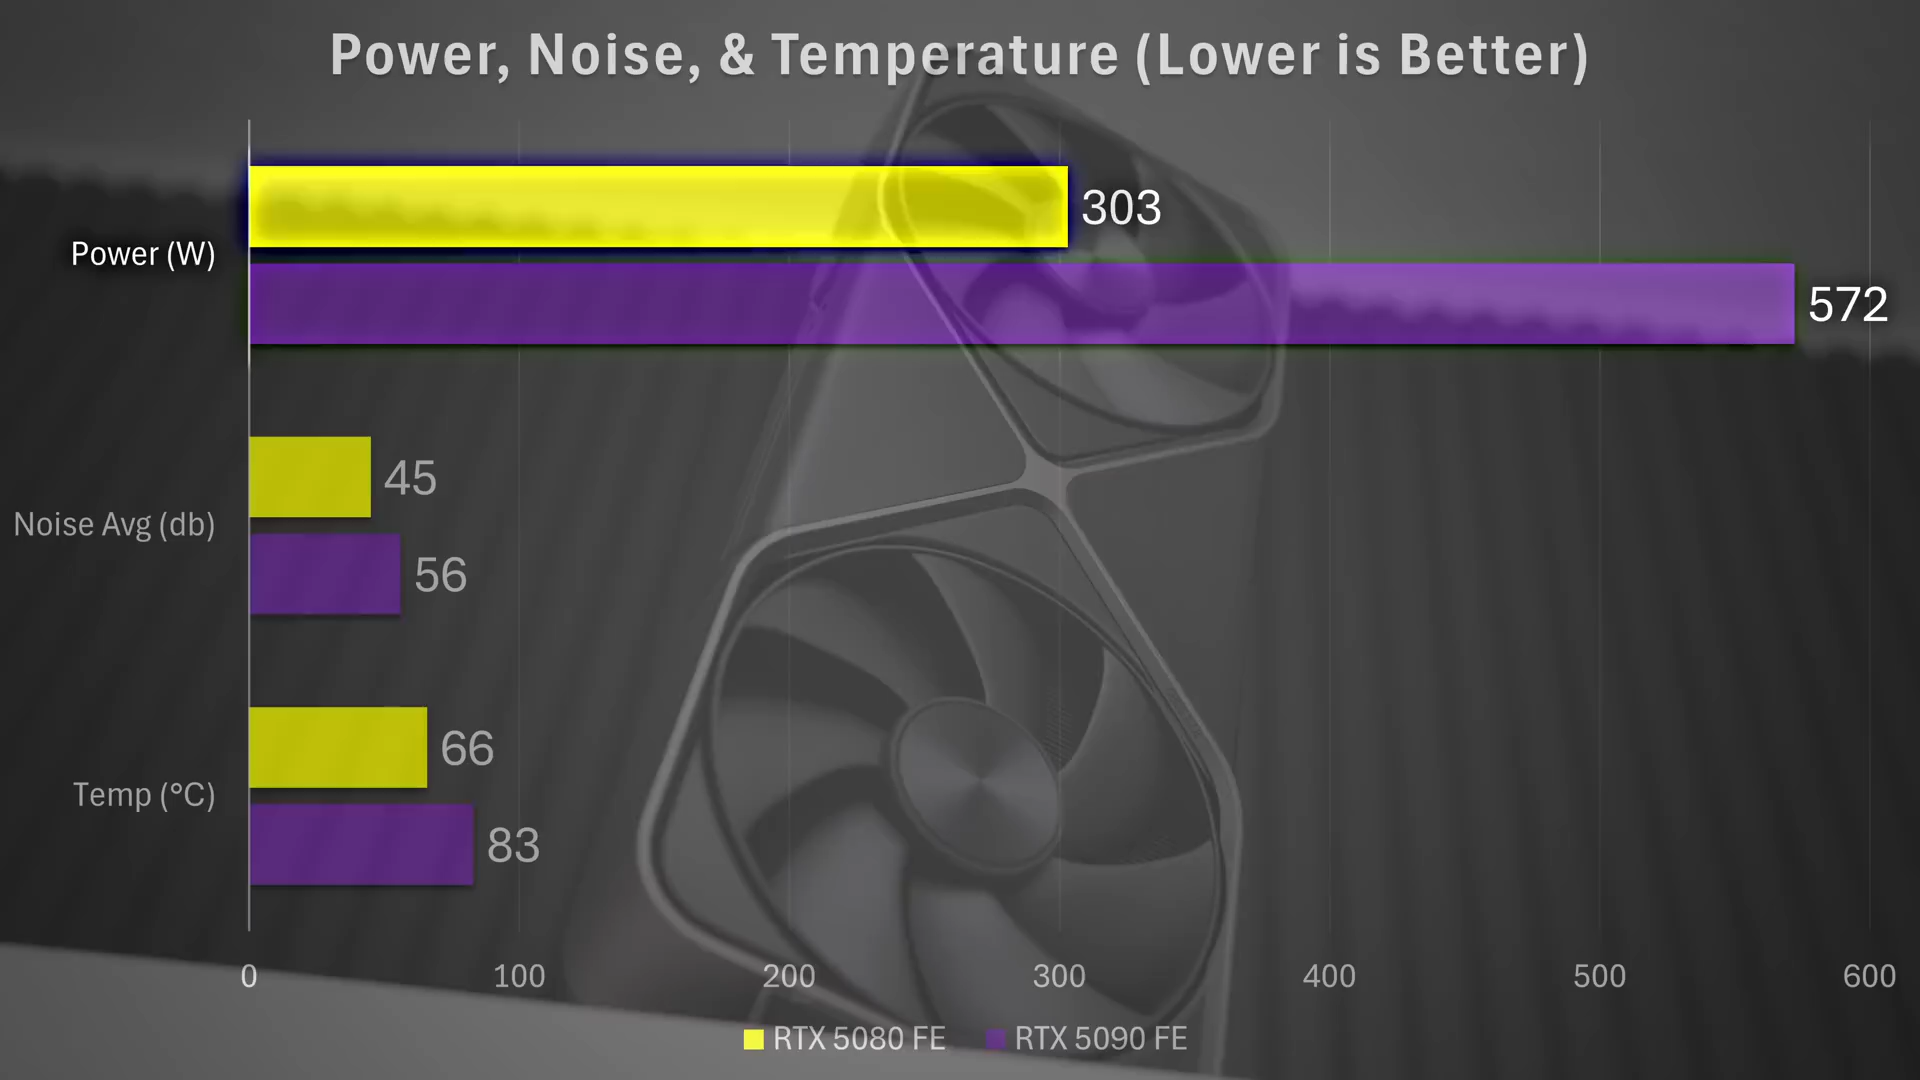 Power, Noise, & Temperature (Lower is Better)
Power (W)
303
572
Noise Avg (db)
45
56
Temp (°C)
66
83
0 100 200 300 400 500 600
RTX 5080 FE RTX 5090 FE